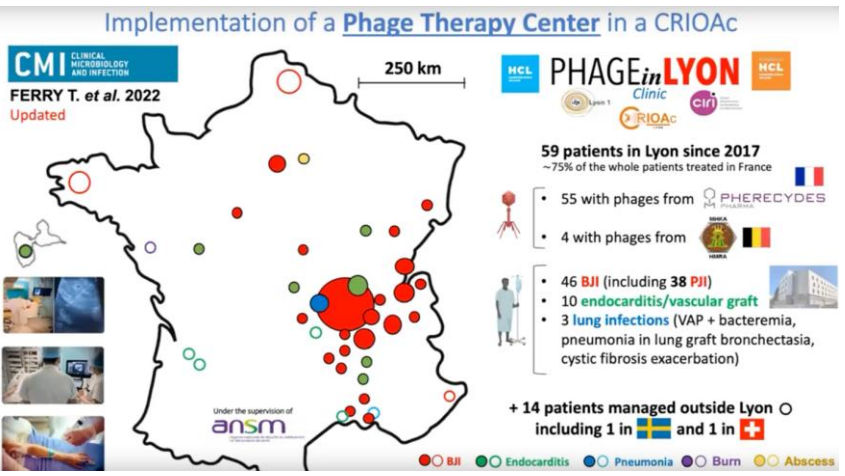 Implementation of a Phage Therapy Center in a CRIOAc
CMI CLINICAL MICROBIOLOGY AND INFECTION
FERRY T. et al. 2022
Updated
250 km
HCL
PHAGEinLYON
Clinic
HCL
Lyon 1
CRIOAc
ciri
59 patients in Lyon since 2017
~75% of the whole patients treated in France
• 55 with phages from PHERECYDES
PHARMA
• 4 with phages from
• 46 BJI (including 38 PJI)
• 10 endocarditis/vascular graft
• 3 lung infections (VAP + bacteremia,
pneumonia in lung graft bronchectasia,
cystic fibrosis exacerbation)
Under the supervision of
ansm
+ 14 patients managed outside Lyon
including 1 in and 1 in
BJI Endocarditis Pneumonia Burn Abscess